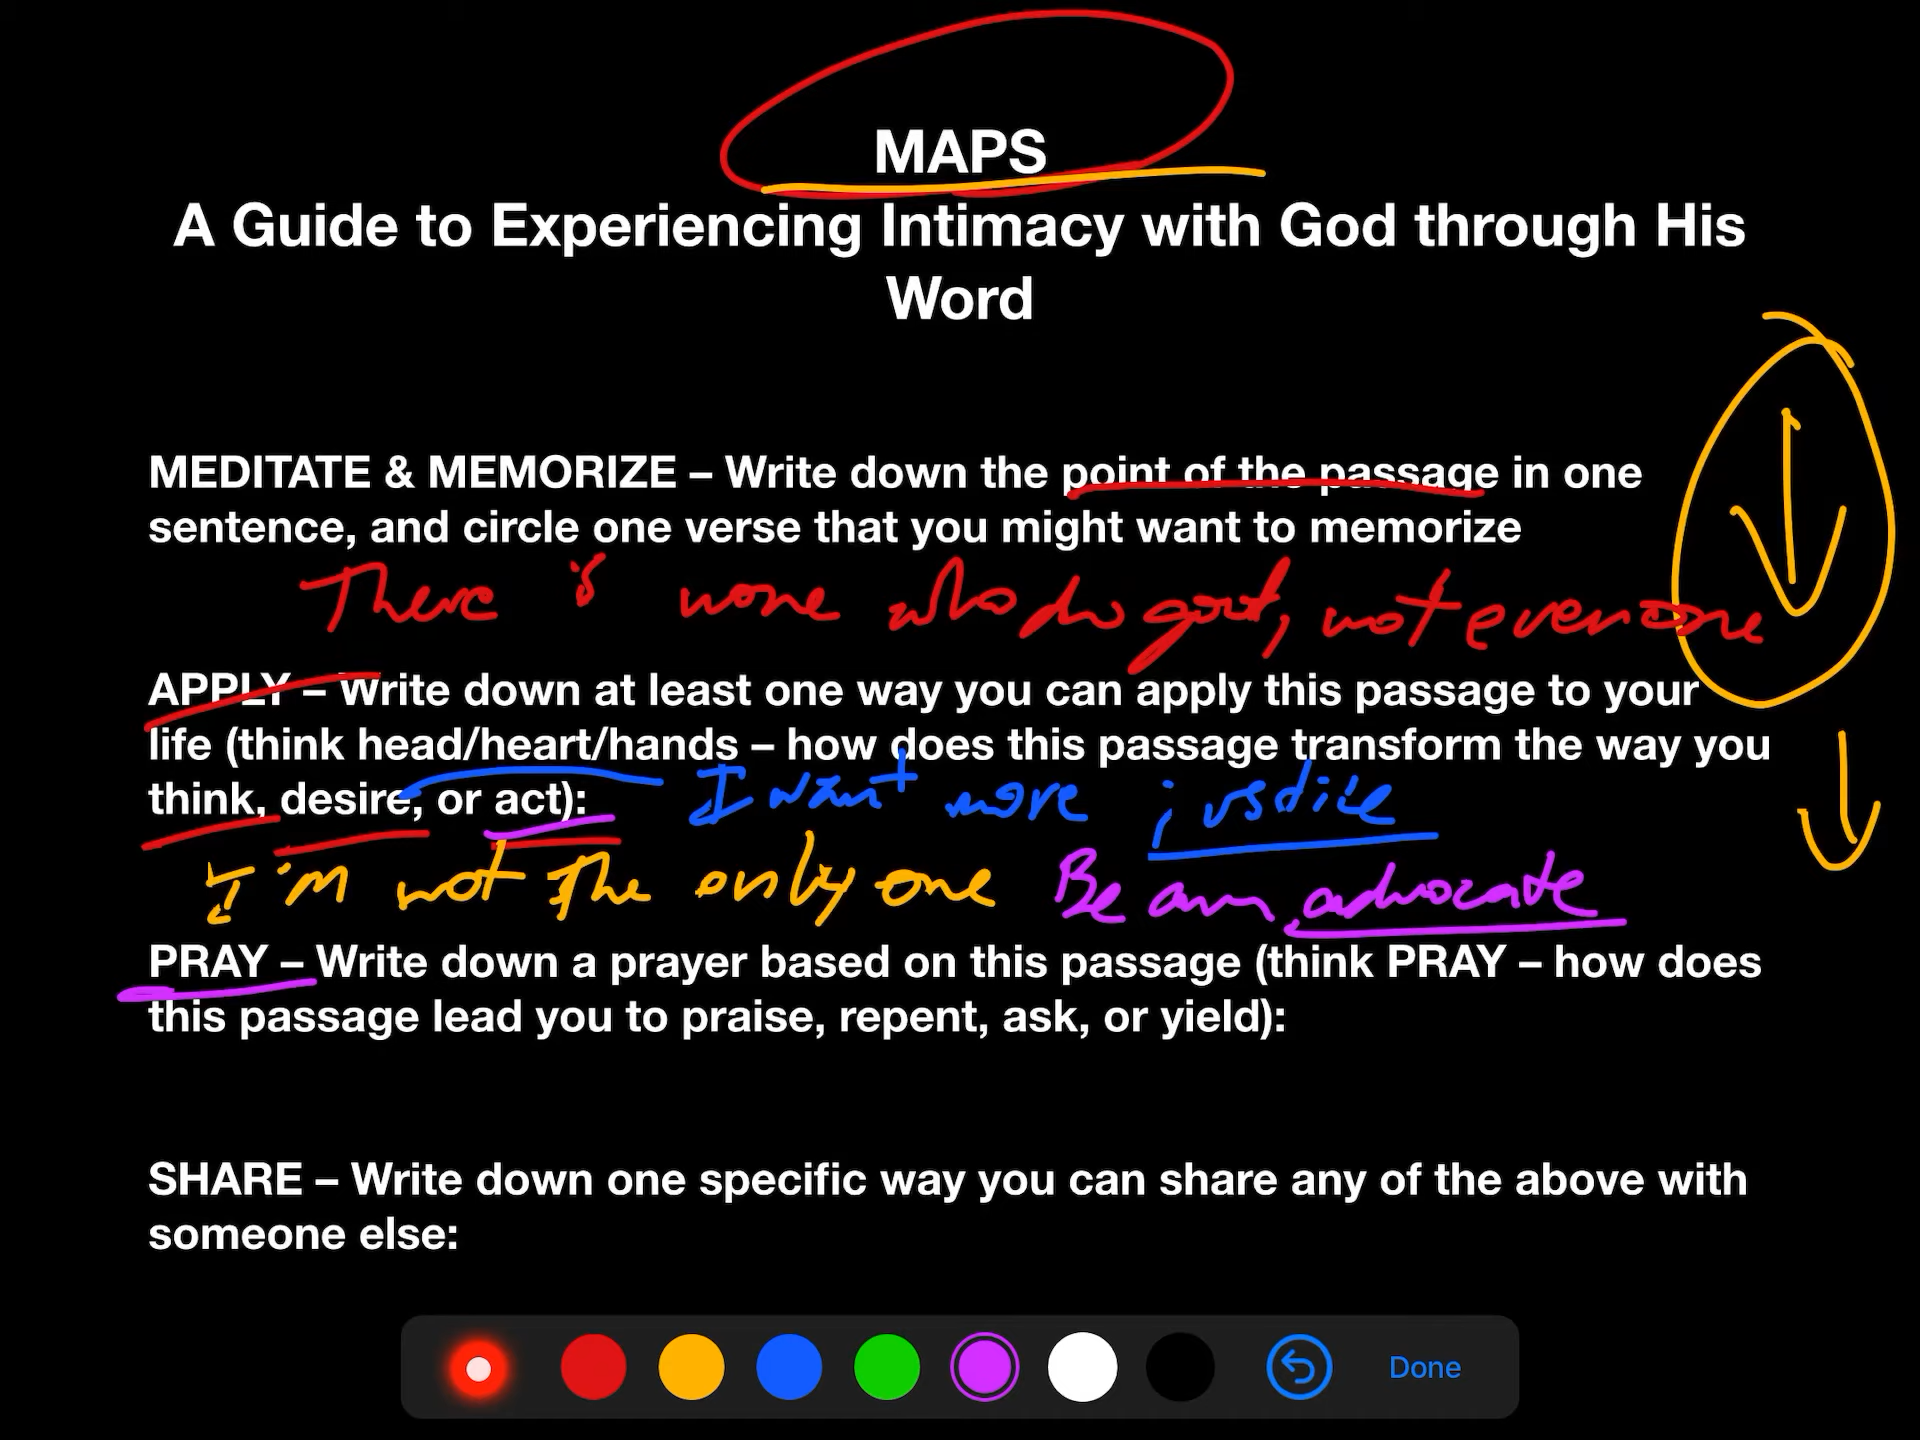 MAPS
A Guide to Experiencing Intimacy with God through His
Word
MEDITATE & MEMORIZE – Write down the point of the passage in one
sentence, and circle one verse that you might want to memorize
There is none who do good, not even one
APPLY – Write down at least one way you can apply this passage to your
life (think head/heart/hands – how does this passage transform the way you
think, desire, or act): I want more justice
I'm not the only one Be an advocate
PRAY – Write down a prayer based on this passage (think PRAY – how does
this passage lead you to praise, repent, ask, or yield):
SHARE – Write down one specific way you can share any of the above with
someone else:
Done